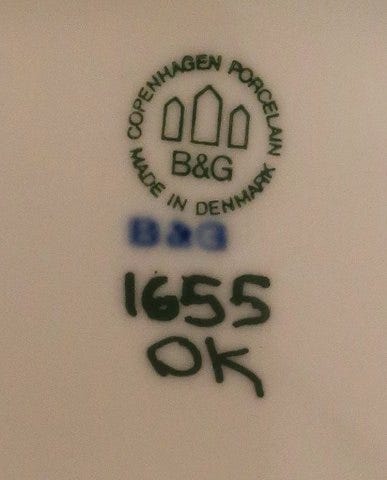 COPENHAGEN PORCELAIN
B&G
MADE IN DENMARK
B&G
1655
OK